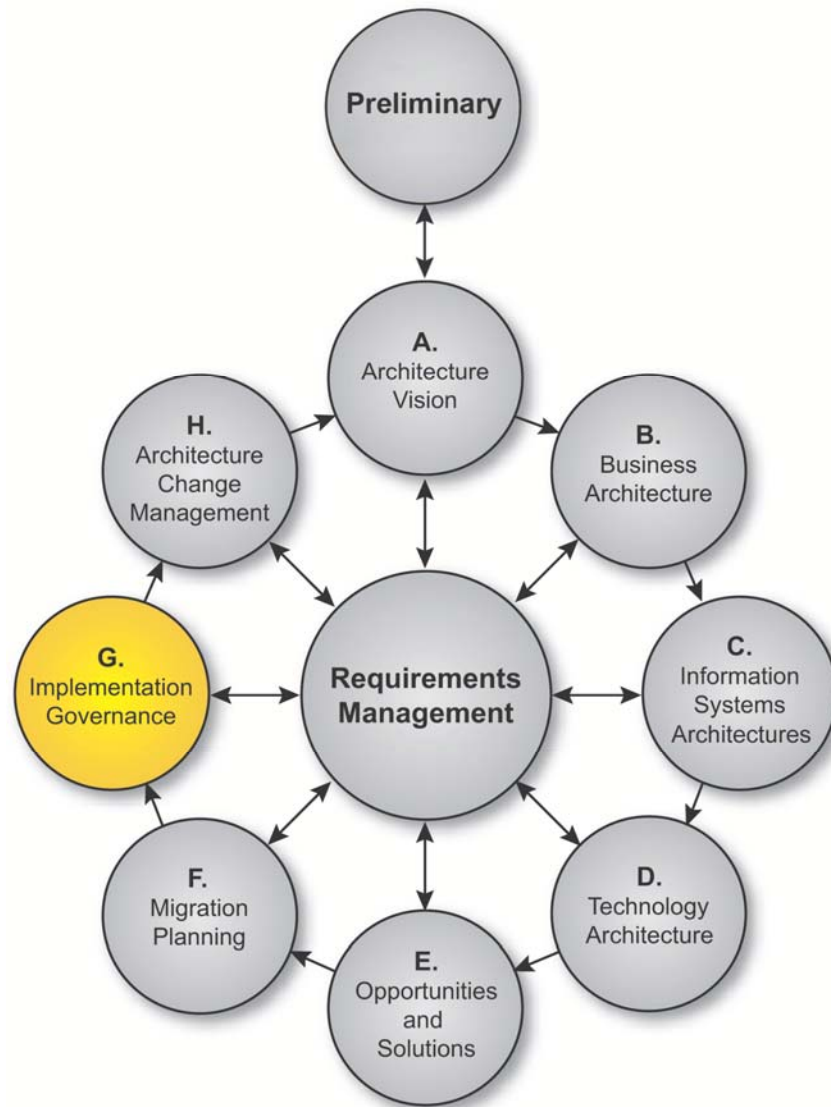 Preliminary
A.
Architecture
Vision
B.
Business
Architecture
C.
Information
Systems
Architectures
D.
Technology
Architecture
E.
Opportunities
and
Solutions
F.
Migration
Planning
G.
Implementation
Governance
H.
Architecture
Change
Management
Requirements
Management